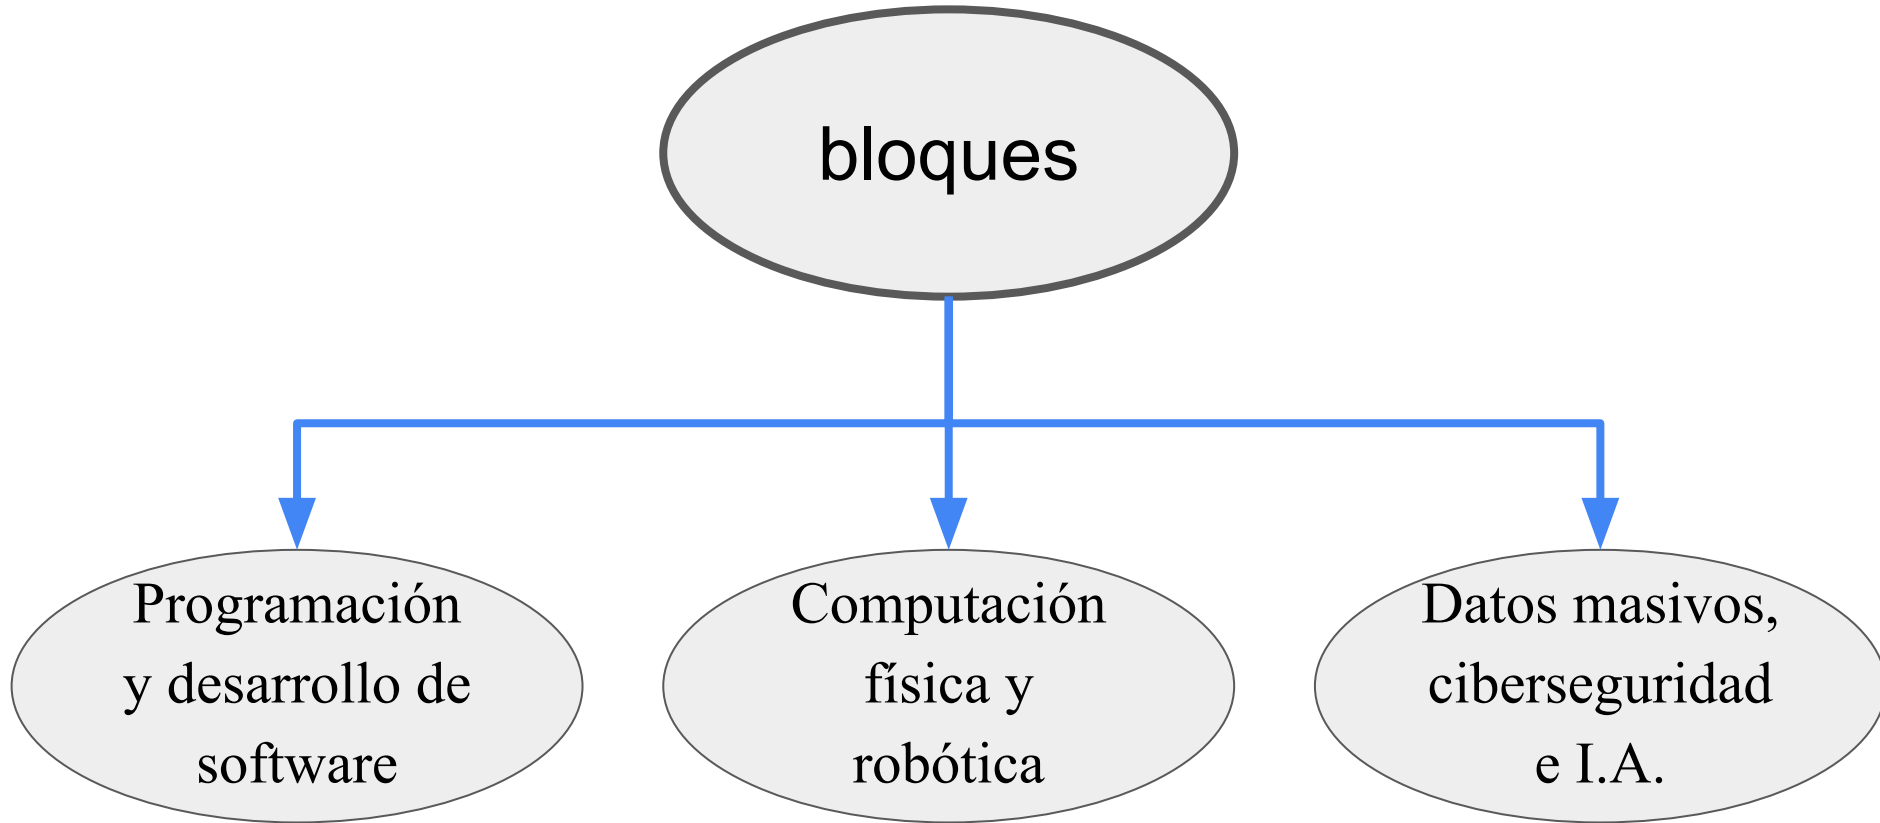 bloques
Programación
y desarrollo de
software
Computación
física y
robótica
Datos masivos,
ciberseguridad
e I.A.